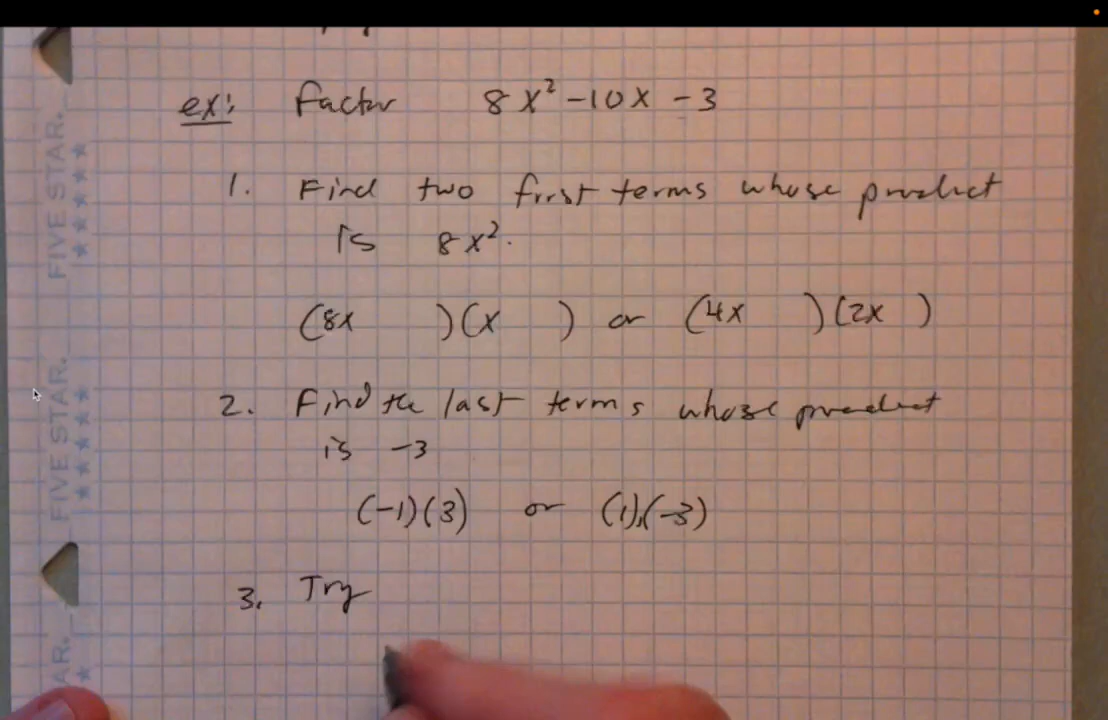 ex: Factor 8x² -10x -3
1. Find two first terms whose product
is 8x².
(8x )(x ) or (4x )(2x )
2. Find the last terms whose product
is -3
(-1)(3) or (1),(-3)
3. Try
FIVE STAR.
FIVE STAR.
AR.